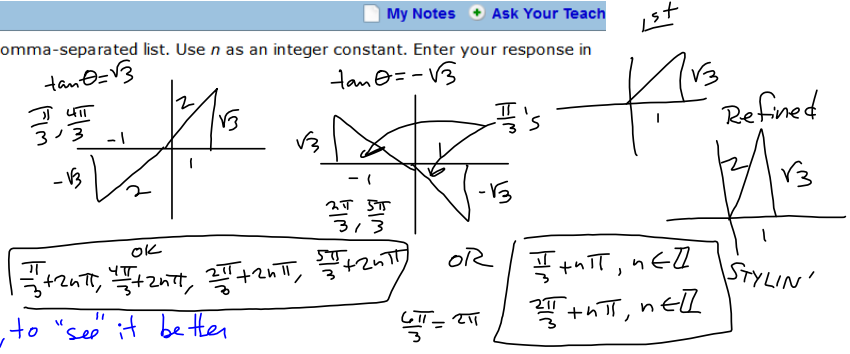 My Notes Ask Your Teach
omma-separated list. Use n as an integer constant. Enter your response in
1st
√3
1
tanθ=√3
π/3, 4π/3
2
√3
-1
1
-√3
2
tanθ=-√3
π/3's
√3
-1
1
-√3
2π/3, 5π/3
Refined
2
√3
1
STYLIN'
OK
π/3+2nπ, 4π/3+2nπ, 2π/3+2nπ, 5π/3+2nπ
OR
π/3+nπ, n∈ℤ
2π/3+nπ, n∈ℤ
6π/3=2π
, to "see" it better